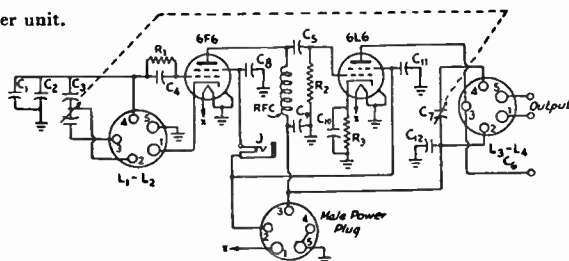 er unit.
6F6
6L6
R1
C4
C8
C5
C11
C1
C2
C3
RFC
R2
C9
C10
R3
C7
C12
J
4
5
3
1
2
L1-L2
4
5
3
1
2
Output
L3-L4
C6
x
x
3
4
2
1
5
x
Male Power
Plug